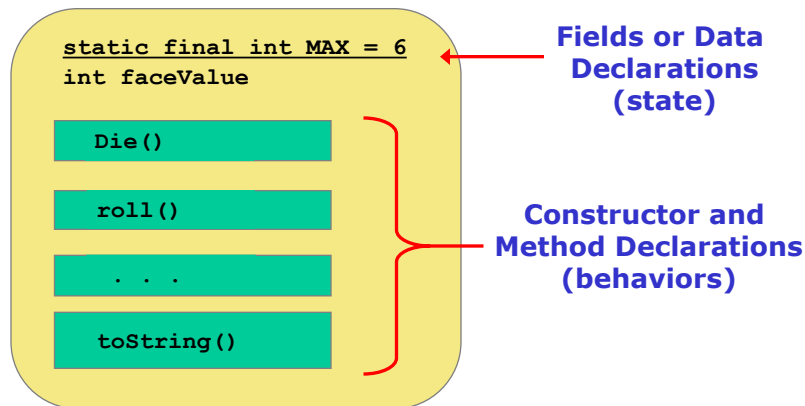 static final int MAX = 6
int faceValue
Die()
roll()
. . .
toString()
Fields or Data
Declarations
(state)
Constructor and
Method Declarations
(behaviors)